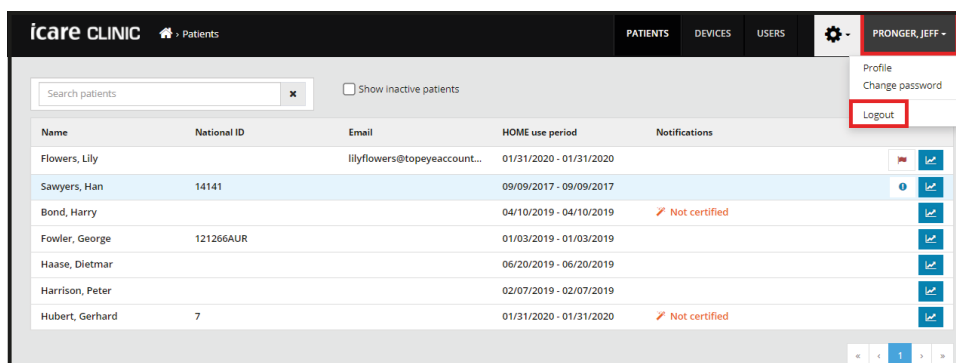 icare CLINIC › Patients PATIENTS DEVICES USERS PRONGER, JEFF
Profile
Change password
Logout
Search patients Show inactive patients
Name National ID Email HOME use period Notifications
Flowers, Lily lilyflowers@topeyeaccount... 01/31/2020 - 01/31/2020
Sawyers, Han 14141 09/09/2017 - 09/09/2017
Bond, Harry 04/10/2019 - 04/10/2019 Not certified
Fowler, George 121266AUR 01/03/2019 - 01/03/2019
Haase, Dietmar 06/20/2019 - 06/20/2019
Harrison, Peter 02/07/2019 - 02/07/2019
Hubert, Gerhard 7 01/31/2020 - 01/31/2020 Not certified
« ‹ 1 › »